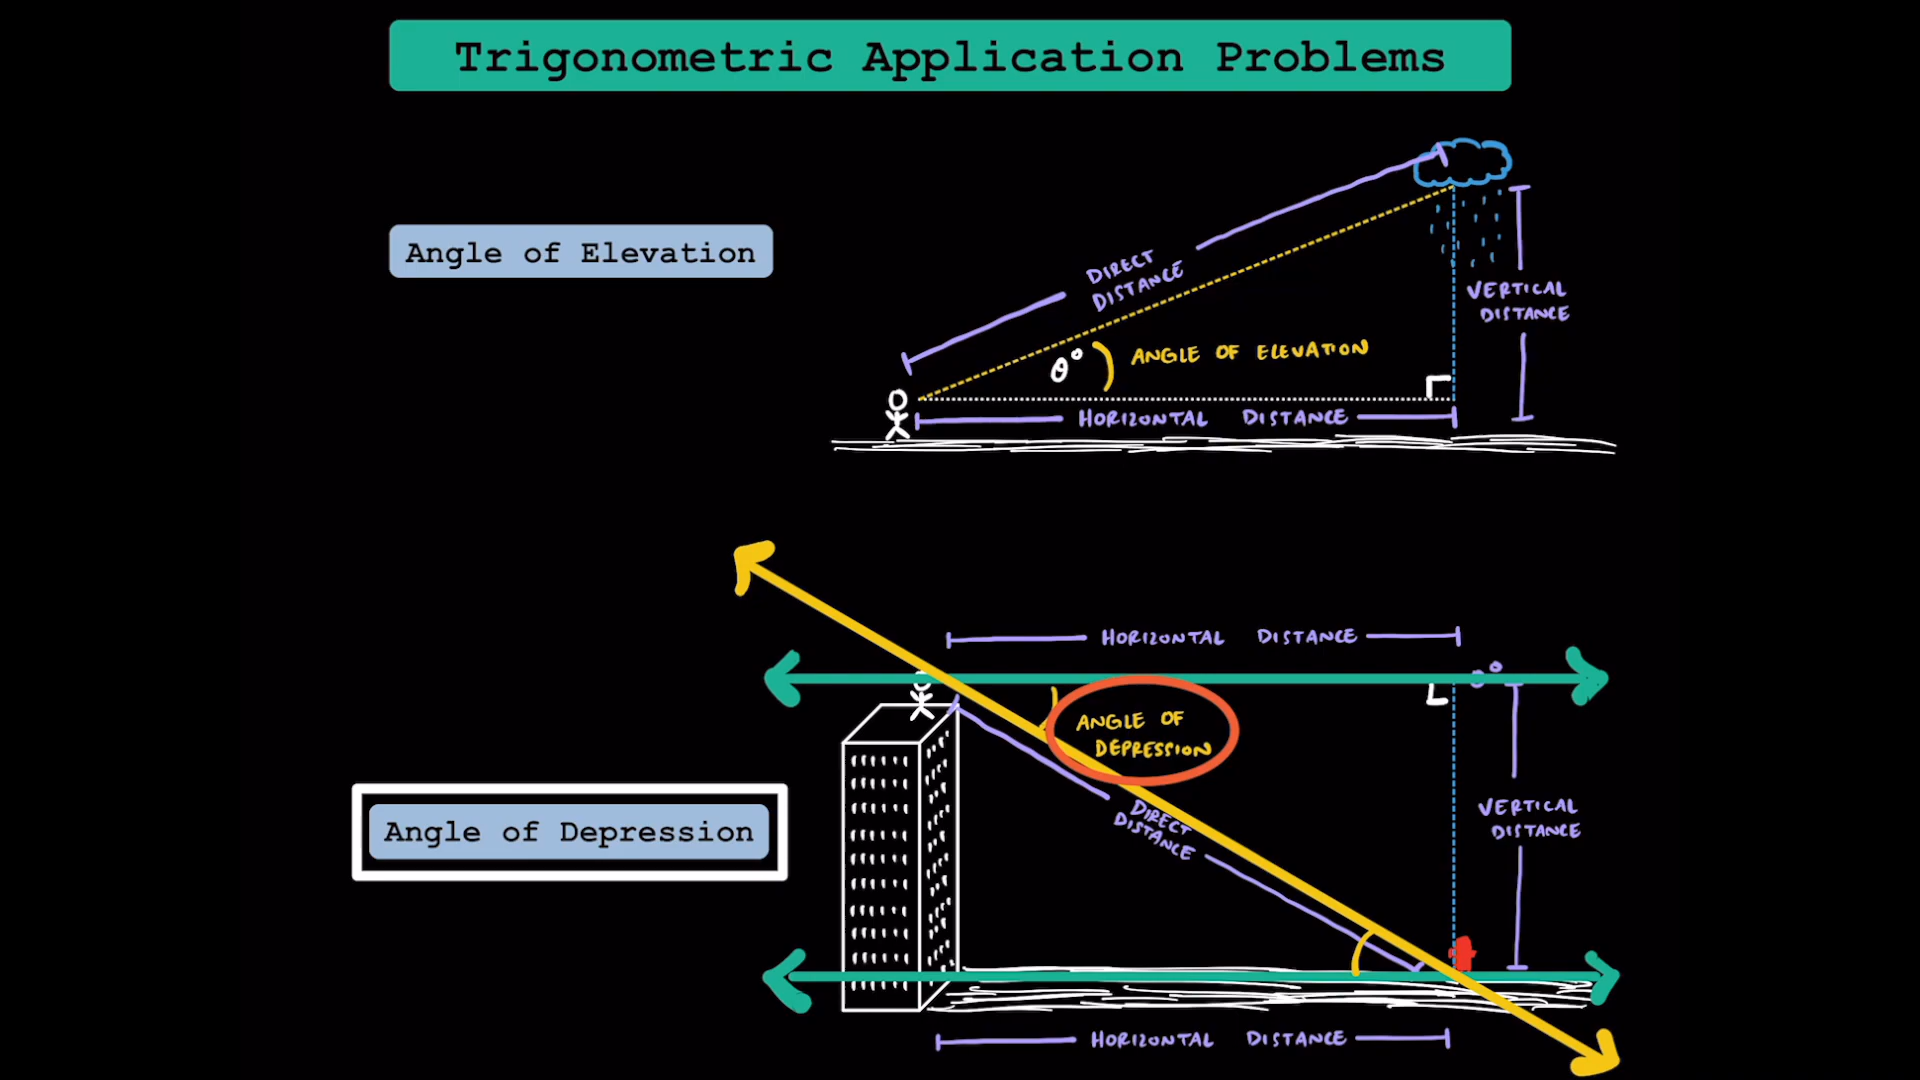 Trigonometric Application Problems
Angle of Elevation
DIRECT
DISTANCE
VERTICAL
DISTANCE
θ° ANGLE OF ELEVATION
HORIZONTAL DISTANCE
HORIZONTAL DISTANCE
ANGLE OF
DEPRESSION
Angle of Depression
DIRECT
DISTANCE
VERTICAL
DISTANCE
HORIZONTAL DISTANCE